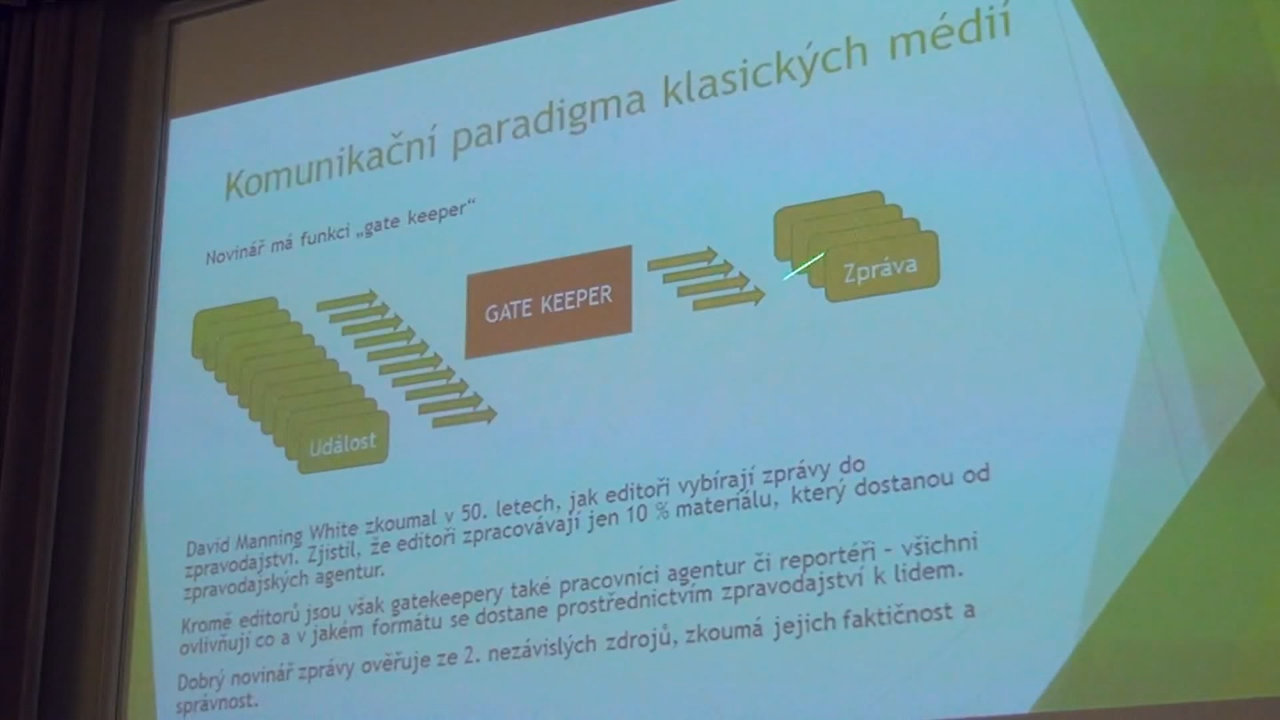 Komunikační paradigma klasických médií
Novinář má funkci „gate keeper“
Událost
GATE KEEPER
Zpráva
David Manning White zkoumal v 50. letech, jak editoři vybírají zprávy do
zpravodajství. Zjistil, že editoři zpracovávají jen 10 % materiálu, který dostanou od
zpravodajských agentur.
Kromě editorů jsou však gatekeepery také pracovníci agentur či reportéři - všichni
ovlivňují co a v jakém formátu se dostane prostřednictvím zpravodajství k lidem.
Dobrý novinář zprávy ověřuje ze 2. nezávislých zdrojů, zkoumá jejich faktičnost a
správnost.